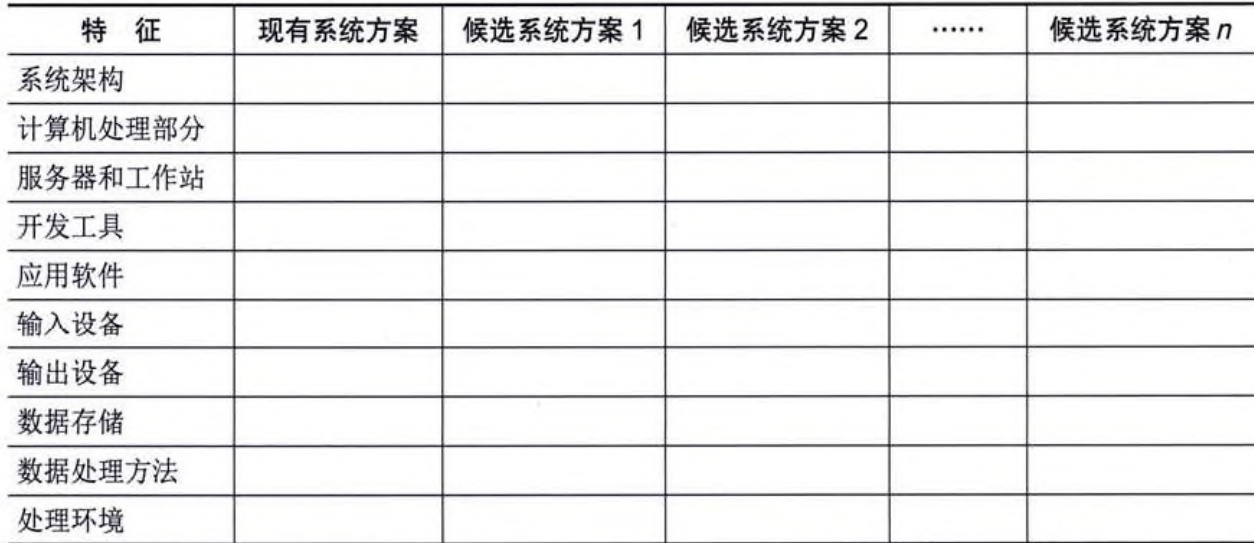 特 征 现有系统方案 候选系统方案 1 候选系统方案 2 …… 候选系统方案 n
系统架构
计算机处理部分
服务器和工作站
开发工具
应用软件
输入设备
输出设备
数据存储
数据处理方法
处理环境